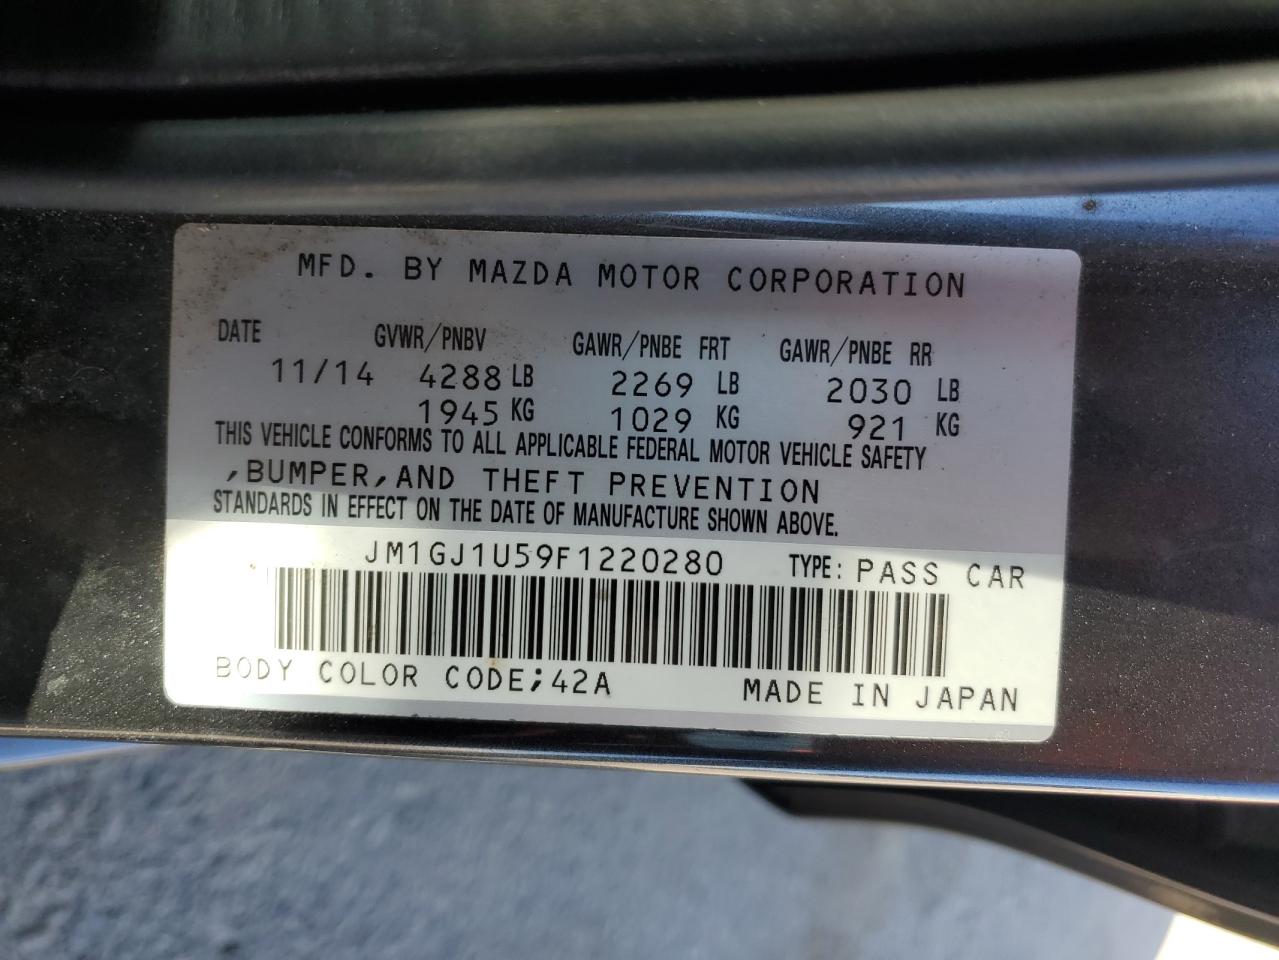 MFD. BY MAZDA MOTOR CORPORATION
DATE GVWR/PNBV GAWR/PNBE FRT GAWR/PNBE RR
11/14 4288 LB 2269 LB 2030 LB
1945 KG 1029 KG 921 KG
THIS VEHICLE CONFORMS TO ALL APPLICABLE FEDERAL MOTOR VEHICLE SAFETY
,BUMPER,AND THEFT PREVENTION
STANDARDS IN EFFECT ON THE DATE OF MANUFACTURE SHOWN ABOVE.
JM1GJ1U59F1220280 TYPE: PASS CAR
BODY COLOR CODE;42A MADE IN JAPAN